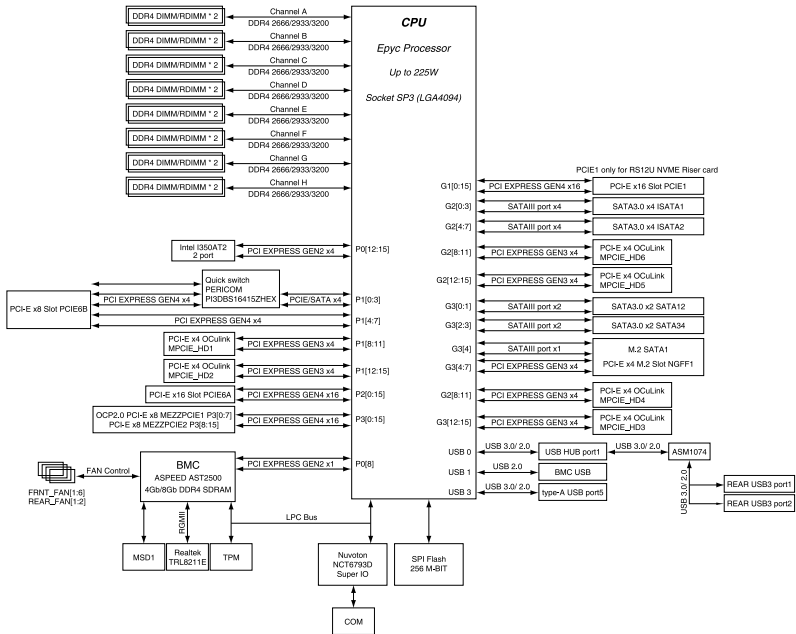 DDR4 DIMM/RDIMM * 2
Channel A
DDR4 2666/2933/3200
DDR4 DIMM/RDIMM * 2
Channel B
DDR4 2666/2933/3200
DDR4 DIMM/RDIMM * 2
Channel C
DDR4 2666/2933/3200
DDR4 DIMM/RDIMM * 2
Channel D
DDR4 2666/2933/3200
DDR4 DIMM/RDIMM * 2
Channel E
DDR4 2666/2933/3200
DDR4 DIMM/RDIMM * 2
Channel F
DDR4 2666/2933/3200
DDR4 DIMM/RDIMM * 2
Channel G
DDR4 2666/2933/3200
DDR4 DIMM/RDIMM * 2
Channel H
DDR4 2666/2933/3200
CPU
Epyc Processor
Up to 225W
Socket SP3 (LGA4094)
Intel I350AT2
2 port
PCI EXPRESS GEN2 x4
P0[12:15]
PCI-E x8 Slot PCIE6B
PCI EXPRESS GEN4 x4
Quick switch
PERICOM
PI3DBS16415ZHEX
PCIE/SATA x4
P1[0:3]
PCI EXPRESS GEN4 x4
P1[4:7]
PCI-E x4 OCulink
MPCIE_HD1
PCI EXPRESS GEN3 x4
P1[8:11]
PCI-E x4 OCulink
MPCIE_HD2
PCI EXPRESS GEN3 x4
P1[12:15]
PCI-E x16 Slot PCIE6A
PCI EXPRESS GEN4 x16
P2[0:15]
OCP2.0 PCI-E x8 MEZZPCIE1 P3[0:7]
PCI-E x8 MEZZPCIE2 P3[8:15]
PCI EXPRESS GEN4 x16
P3[0:15]
FRNT_FAN[1:6]
REAR_FAN[1:2]
FAN Control
BMC
ASPEED AST2500
4Gb/8Gb DDR4 SDRAM
PCI EXPRESS GEN2 x1
P0[8]
RGMII
LPC Bus
MSD1
Realtek
TRL8211E
TPM
Nuvoton
NCT6793D
Super IO
COM
SPI Flash
256 M-BIT
PCIE1 only for RS12U NVME Riser card
G1[0:15]
PCI EXPRESS GEN4 x16
PCI-E x16 Slot PCIE1
G2[0:3]
SATAIII port x4
SATA3.0 x4 ISATA1
G2[4:7]
SATAIII port x4
SATA3.0 x4 ISATA2
G2[8:11]
PCI EXPRESS GEN3 x4
PCI-E x4 OCuLink
MPCIE_HD6
G2[12:15]
PCI EXPRESS GEN3 x4
PCI-E x4 OCuLink
MPCIE_HD5
G3[0:1]
SATAIII port x2
SATA3.0 x2 SATA12
G3[2:3]
SATAIII port x2
SATA3.0 x2 SATA34
G3[4]
SATAIII port x1
M.2 SATA1
G3[4:7]
PCI EXPRESS GEN3 x4
PCI-E x4 M.2 Slot NGFF1
G2[8:11]
PCI EXPRESS GEN3 x4
PCI-E x4 OCuLink
MPCIE_HD4
G3[12:15]
PCI EXPRESS GEN3 x4
PCI-E x4 OCuLink
MPCIE_HD3
USB 0
USB 3.0/ 2.0
USB HUB port1
USB 3.0/ 2.0
ASM1074
USB 1
USB 2.0
BMC USB
USB 3
USB 3.0/ 2.0
type-A USB port5
USB 3.0/ 2.0
REAR USB3 port1
REAR USB3 port2